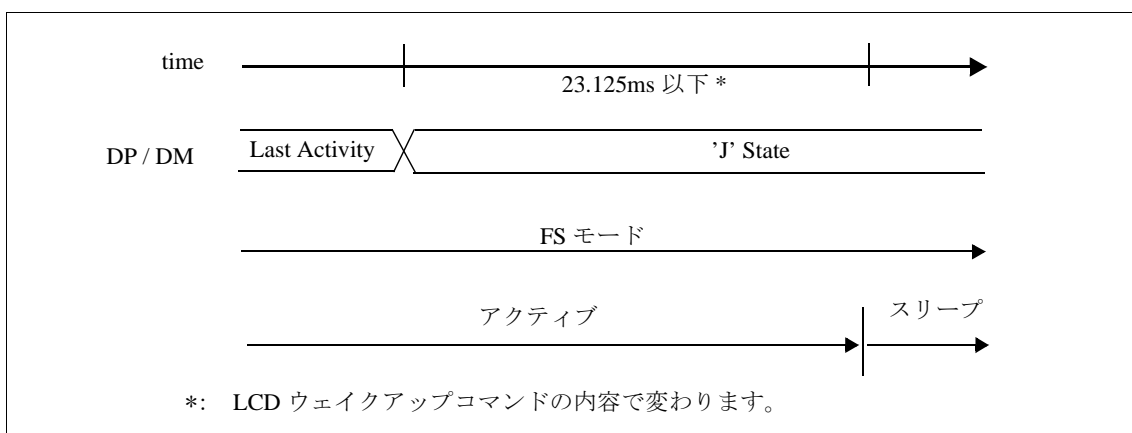 time
23.125ms 以下 *
DP / DM
Last Activity
’J’ State
FS モード
アクティブ
スリープ
*: LCD ウェイクアップコマンドの内容で変わります。